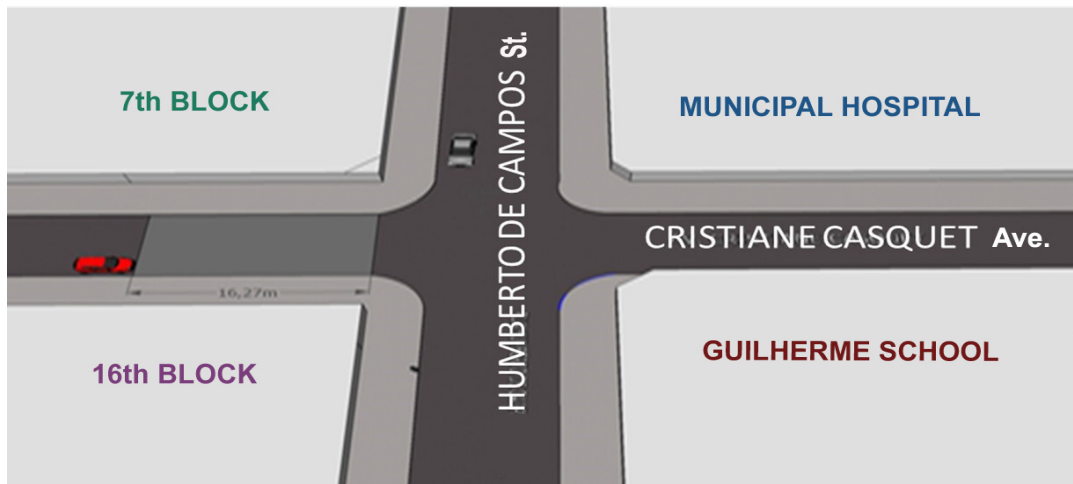 7th BLOCK
HUMBERTO DE CAMPOS St.
MUNICIPAL HOSPITAL
CRISTIANE CASQUET Ave.
16,27m
16th BLOCK
GUILHERME SCHOOL